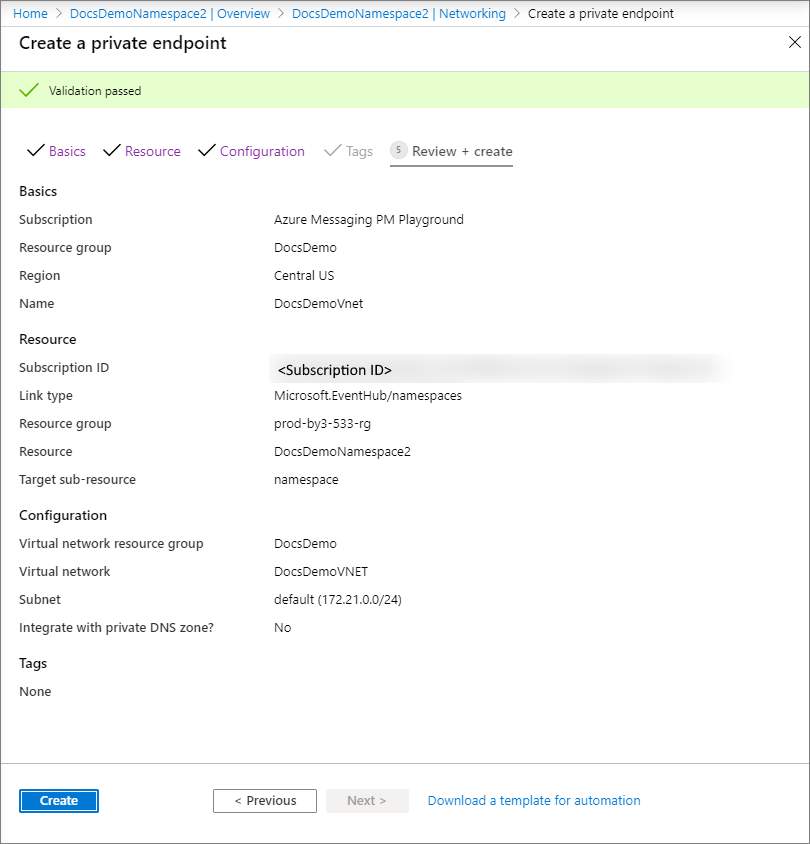 Home > DocsDemoNamespace2 | Overview > DocsDemoNamespace2 | Networking > Create a private endpoint
Create a private endpoint
Validation passed
Basics Resource Configuration Tags 5 Review + create
Basics
Subscription Azure Messaging PM Playground
Resource group DocsDemo
Region Central US
Name DocsDemoVnet
Resource
Subscription ID <Subscription ID>
Link type Microsoft.EventHub/namespaces
Resource group prod-by3-533-rg
Resource DocsDemoNamespace2
Target sub-resource namespace
Configuration
Virtual network resource group DocsDemo
Virtual network DocsDemoVNET
Subnet default (172.21.0.0/24)
Integrate with private DNS zone? No
Tags
None
Create < Previous Next > Download a template for automation